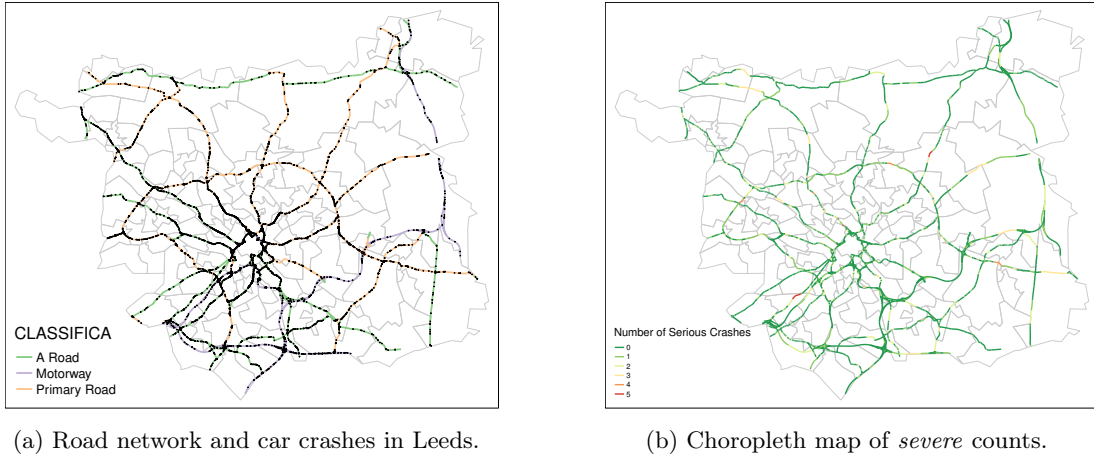 CLASSIFICA
A Road
Motorway
Primary Road
(a) Road network and car crashes in Leeds.
Number of Serious Crashes
0
1
2
3
4
5
(b) Choropleth map of severe counts.